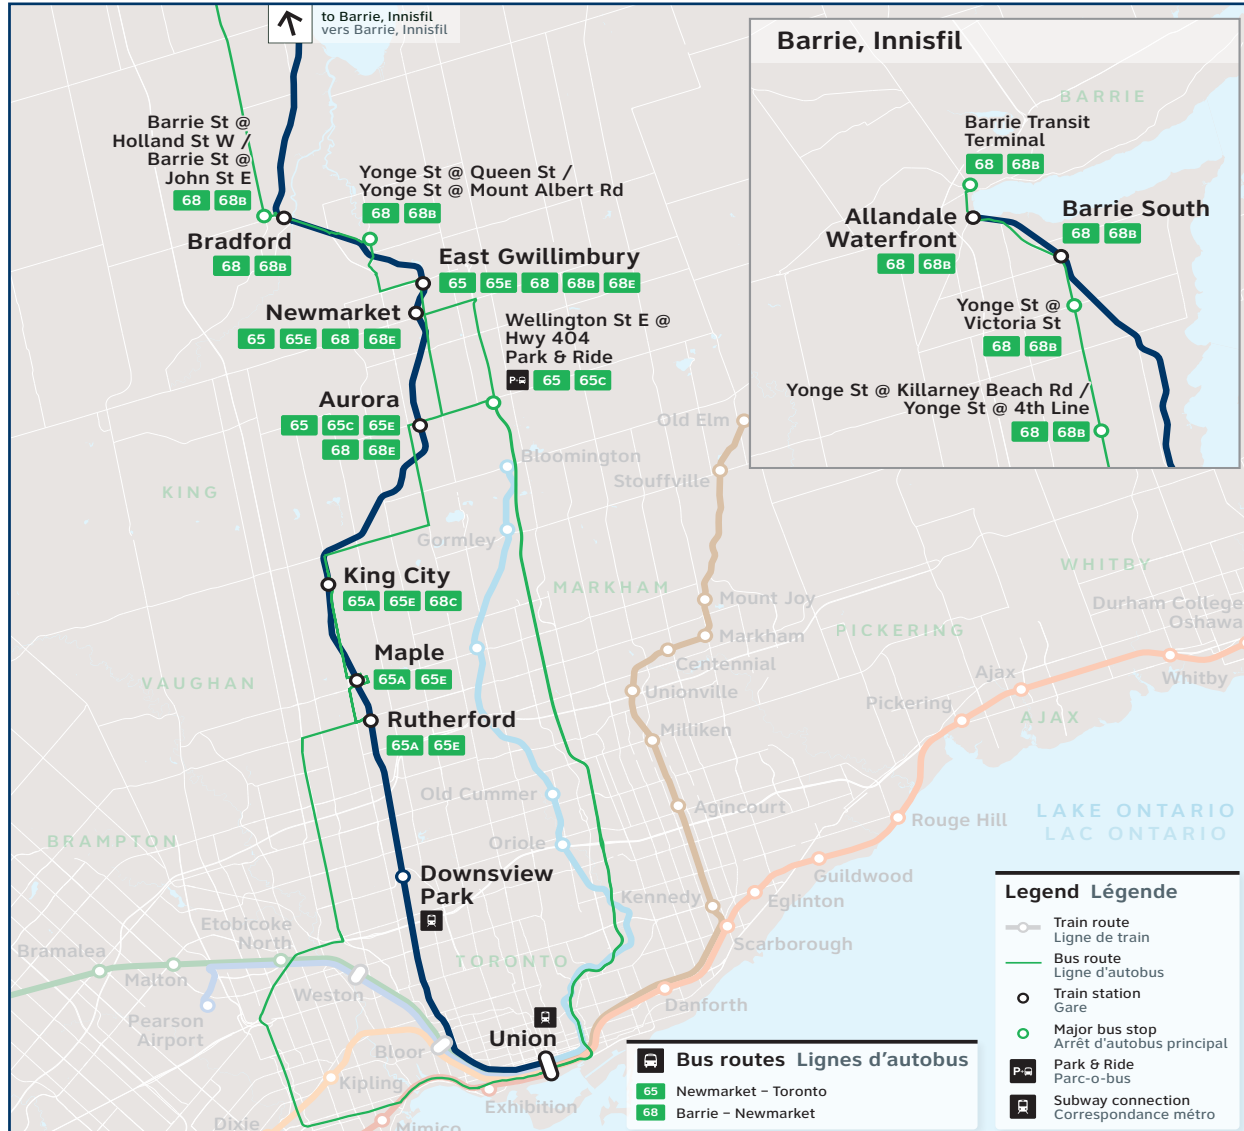 to Barrie, Innisfil
vers Barrie, Innisfil
Barrie St @
Holland St W /
Barrie St @
John St E
68 68B
Bradford
68 68B
Yonge St @ Queen St /
Yonge St @ Mount Albert Rd
68 68B
East Gwillimbury
65 65E 68 68B 68E
Newmarket
65 65E 68 68E
Wellington St E @
Hwy 404
Park & Ride
P 65 65C
Aurora
65 65C 65E
68 68E
KING
King City
65A 65E 68C
Maple
65A 65E
VAUGHAN
Rutherford
65A 65E
BRAMPTON
Downsview
Park
Etobicoke
North
Bramalea
Malton
Weston
Pearson
Airport
Bloor
Kipling
Dixie
Mimico
Exhibition
Union
TORONTO
Bloomington
Gormley
MARKHAM
Old Cummer
Oriole
Old Elm
Stouffville
Mount Joy
Markham
Centennial
Unionville
Milliken
Agincourt
Kennedy
Scarborough
Danforth
Eglinton
Guildwood
Rouge Hill
Pickering
PICKERING
Ajax
AJAX
WHITBY
Whitby
Durham College
Oshawa
LAKE ONTARIO
LAC ONTARIO
Barrie, Innisfil
BARRIE
Barrie Transit
Terminal
68 68B
Allandale
Waterfront
68 68B
Barrie South
68 68B
Yonge St @
Victoria St
68 68B
Yonge St @ Killarney Beach Rd /
Yonge St @ 4th Line
68 68B
Bus routes Lignes d'autobus
65 Newmarket – Toronto
68 Barrie – Newmarket
Legend Légende
Train route
Ligne de train
Bus route
Ligne d'autobus
Train station
Gare
Major bus stop
Arrêt d'autobus principal
P Park & Ride
Parc-o-bus
Subway connection
Correspondance métro